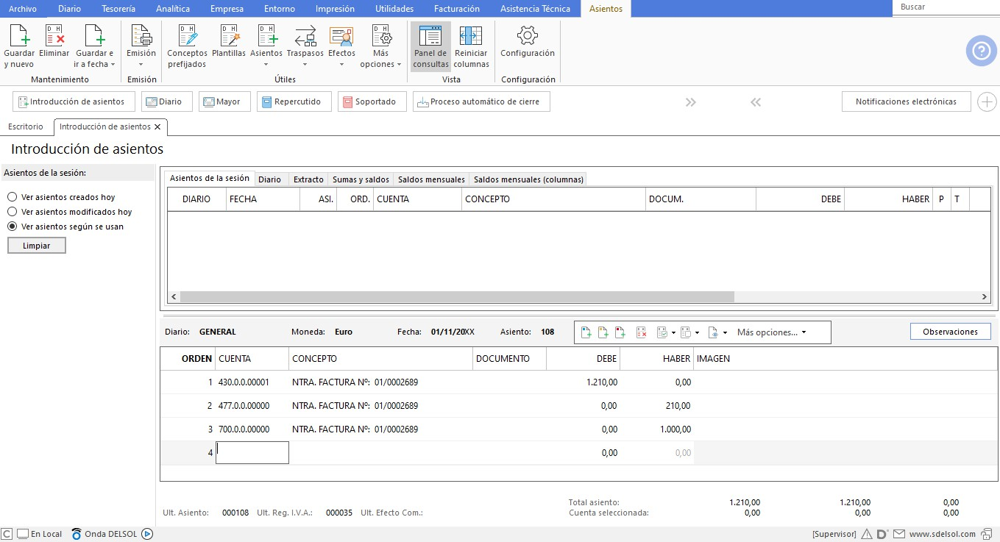 Archivo Diario Tesorería Analítica Empresa Entorno Impresión Utilidades Facturación Asistencia Técnica Asientos Buscar
Guardar y nuevo Eliminar Guardar e ir a fecha Emisión Conceptos prefijados Plantillas Asientos Traspasos Efectos Más opciones Panel de consultas Reiniciar columnas Configuración
Mantenimiento Emisión Útiles Vista Configuración
Introducción de asientos Diario Mayor Repercutido Soportado Proceso automático de cierre Notificaciones electrónicas
Escritorio Introducción de asientos
Introducción de asientos
Asientos de la sesión:
Ver asientos creados hoy
Ver asientos modificados hoy
Ver asientos según se usan
Limpiar
Asientos de la sesión Diario Extracto Sumas y saldos Saldos mensuales Saldos mensuales (columnas)
DIARIO FECHA ASI. ORD. CUENTA CONCEPTO DOCUM. DEBE HABER P T
Diario: GENERAL Moneda: Euro Fecha: 01/11/20XX Asiento: 108 Más opciones... Observaciones
ORDEN CUENTA CONCEPTO DOCUMENTO DEBE HABER IMAGEN
1 430.0.0.00001 NTRA. FACTURA Nº: 01/0002689 1.210,00 0,00
2 477.0.0.00000 NTRA. FACTURA Nº: 01/0002689 0,00 210,00
3 700.0.0.00000 NTRA. FACTURA Nº: 01/0002689 0,00 1.000,00
4 0,00 0,00
Total asiento: 1.210,00 1.210,00 0,00
Ult. Asiento: 000108 Ult. Reg. I.V.A.: 000035 Ult. Efecto Com.: Cuenta seleccionada: 0,00 0,00 0,00
C En Local Onda DELSOL [Supervisor] D www.sdelsol.com